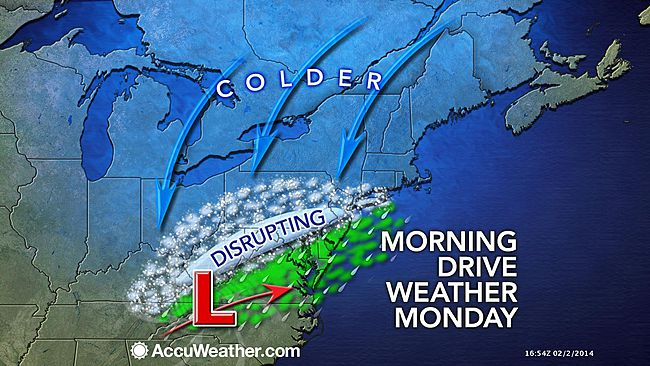 COLDER
DISRUPTING
L
MORNING
DRIVE
WEATHER
MONDAY
AccuWeather.com
16:54Z 02/2/2014